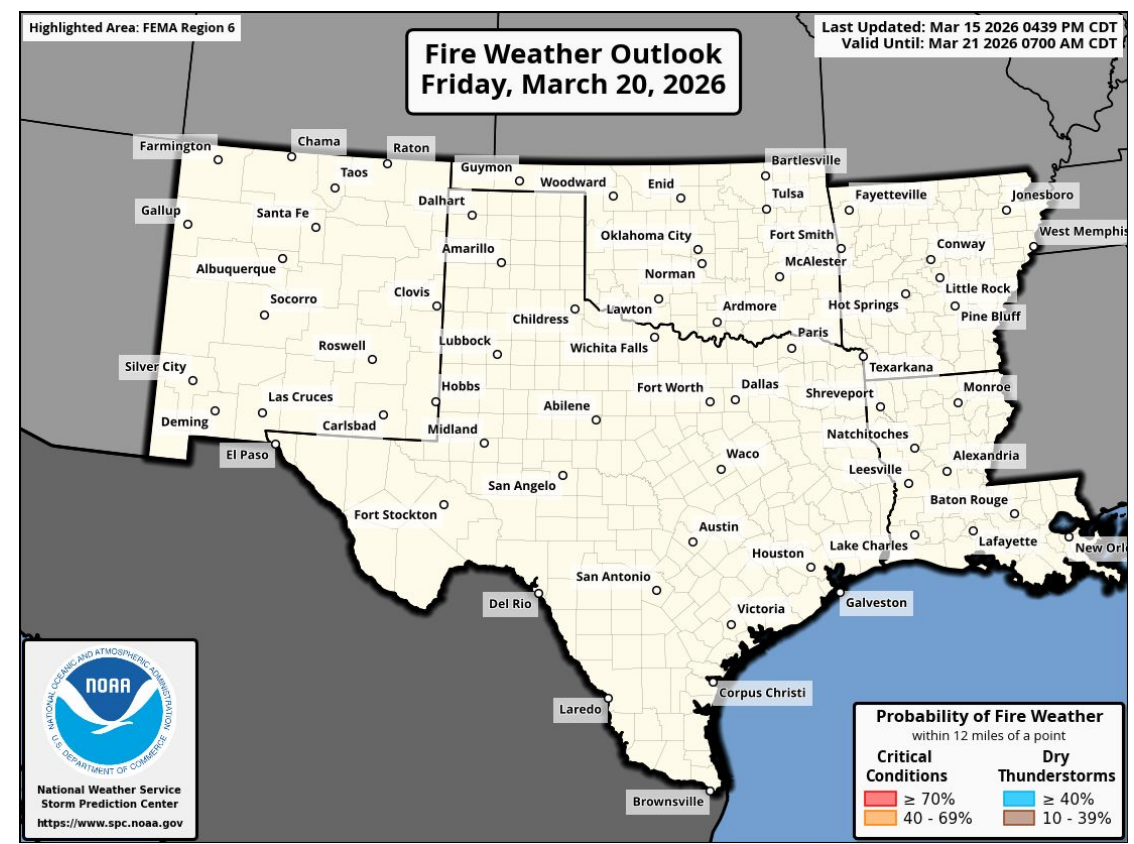 Highlighted Area: FEMA Region 6
Fire Weather Outlook
Friday, March 20, 2026
Last Updated: Mar 15 2026 0439 PM CDT
Valid Until: Mar 21 2026 0700 AM CDT
Farmington
Chama
Raton
Taos
Guymon
Woodward
Enid
Bartlesville
Tulsa
Fayetteville
Jonesboro
Gallup
Santa Fe
Dalhart
Oklahoma City
Fort Smith
Conway
West Memphis
Albuquerque
Amarillo
Norman
McAlester
Little Rock
Socorro
Clovis
Childress
Lawton
Ardmore
Hot Springs
Pine Bluff
Roswell
Lubbock
Wichita Falls
Paris
Texarkana
Silver City
Hobbs
Fort Worth
Dallas
Shreveport
Monroe
Deming
Las Cruces
Carlsbad
Midland
Abilene
Natchitoches
Alexandria
El Paso
San Angelo
Waco
Leesville
Fort Stockton
Austin
Baton Rouge
Houston
Lake Charles
Lafayette
New Orl
Del Rio
San Antonio
Galveston
Victoria
Laredo
Corpus Christi
Brownsville
NATIONAL OCEANIC AND ATMOSPHERIC ADMINISTRATION
NOAA
U.S. DEPARTMENT OF COMMERCE
National Weather Service
Storm Prediction Center
https://www.spc.noaa.gov
Probability of Fire Weather
within 12 miles of a point
Critical Conditions
Dry Thunderstorms
≥ 70%
≥ 40%
40 - 69%
10 - 39%